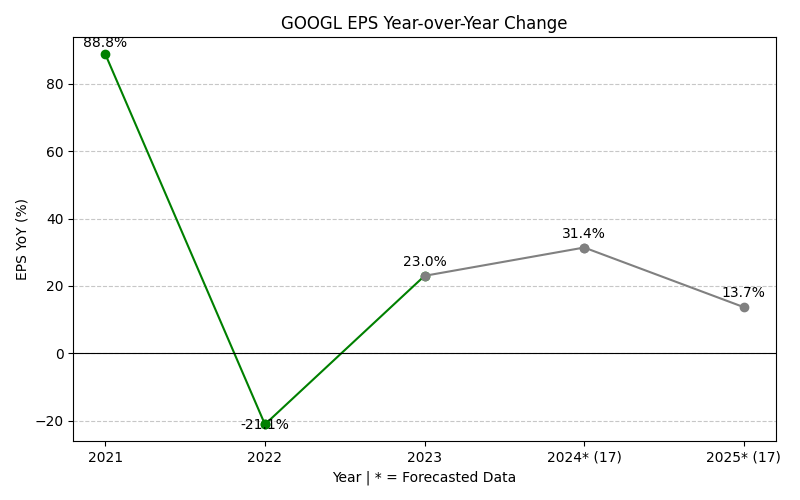 GOOGL EPS Year-over-Year Change
88.8%
80
60
40
31.4%
23.0%
20
13.7%
0
-21.1%
−20
EPS YoY (%)
2021 2022 2023 2024* (17) 2025* (17)
Year | * = Forecasted Data